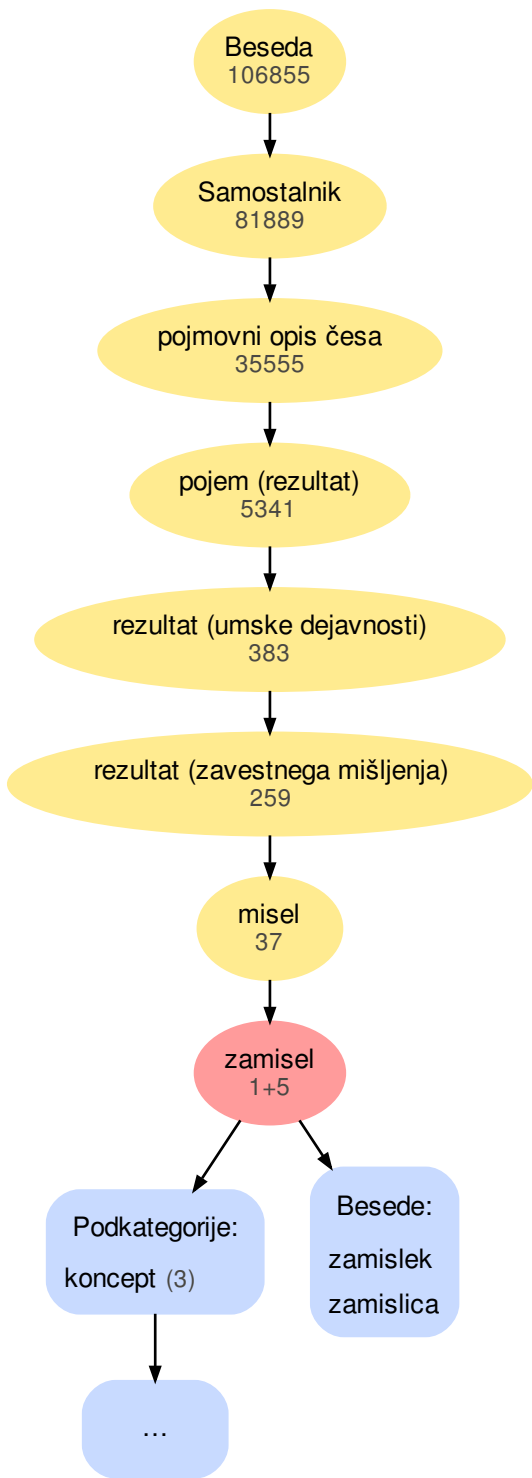 Beseda
106855
Samostalnik
81889
pojmovni opis česa
35555
pojem (rezultat)
5341
rezultat (umske dejavnosti)
383
rezultat (zavestnega mišljenja)
259
misel
37
zamisel
1+5
Podkategorije:
koncept (3)
...
Besede:
zamislek
zamislica